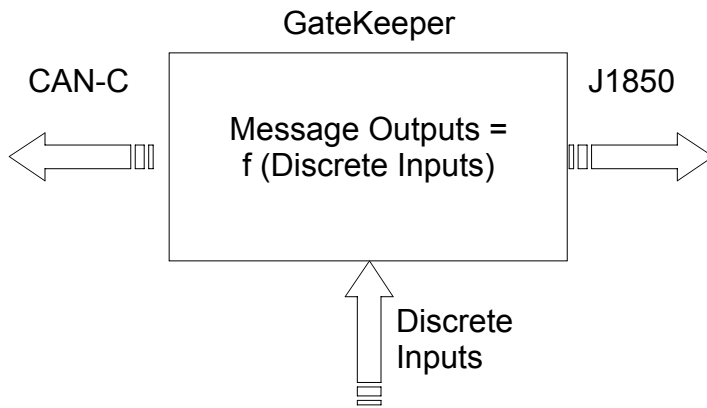 GateKeeper
CAN-C
J1850
Message Outputs =
f (Discrete Inputs)
Discrete
Inputs